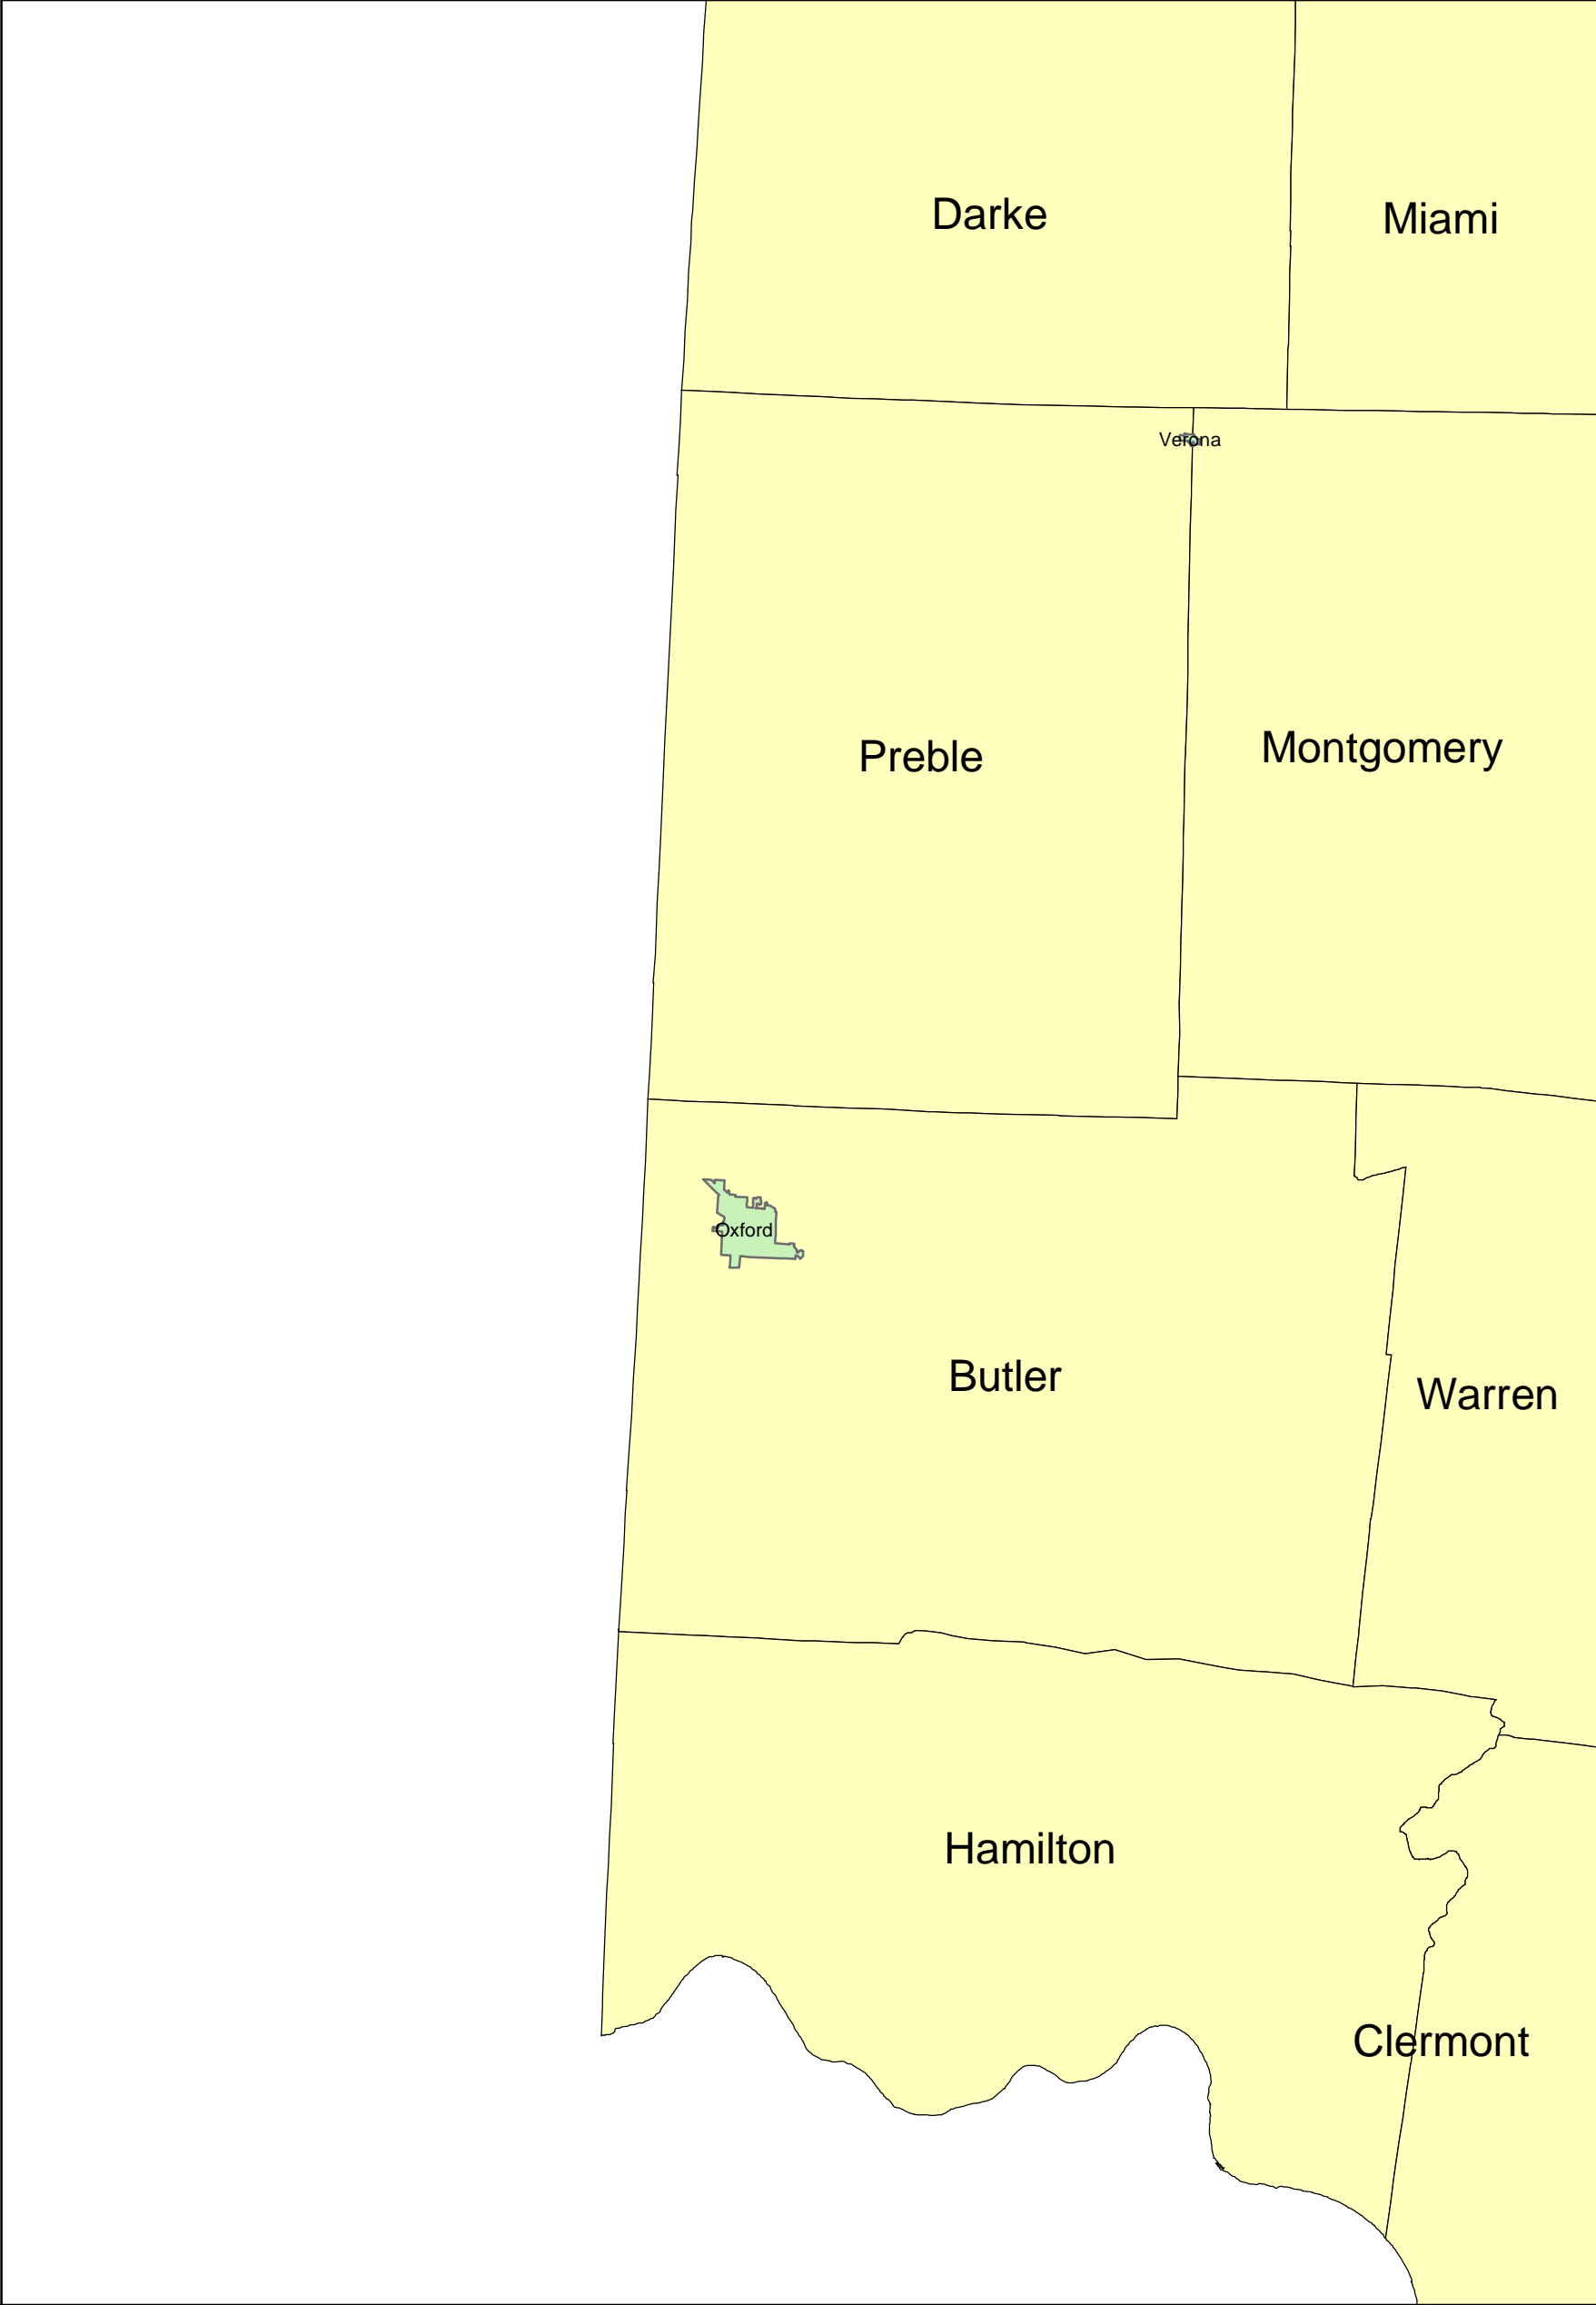 Darke
Miami
Verona
Preble
Montgomery
Oxford
Butler
Warren
Hamilton
Clermont